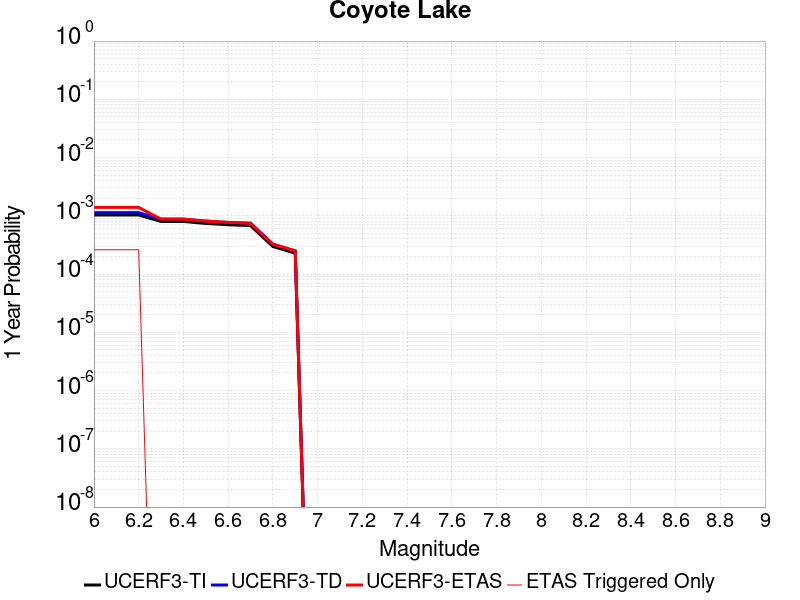 Coyote Lake
10^0
10^-1
10^-2
10^-3
10^-4
10^-5
10^-6
10^-7
10^-8
1 Year Probability
6 6.2 6.4 6.6 6.8 7 7.2 7.4 7.6 7.8 8 8.2 8.4 8.6 8.8 9
Magnitude
UCERF3-TI UCERF3-TD UCERF3-ETAS ETAS Triggered Only